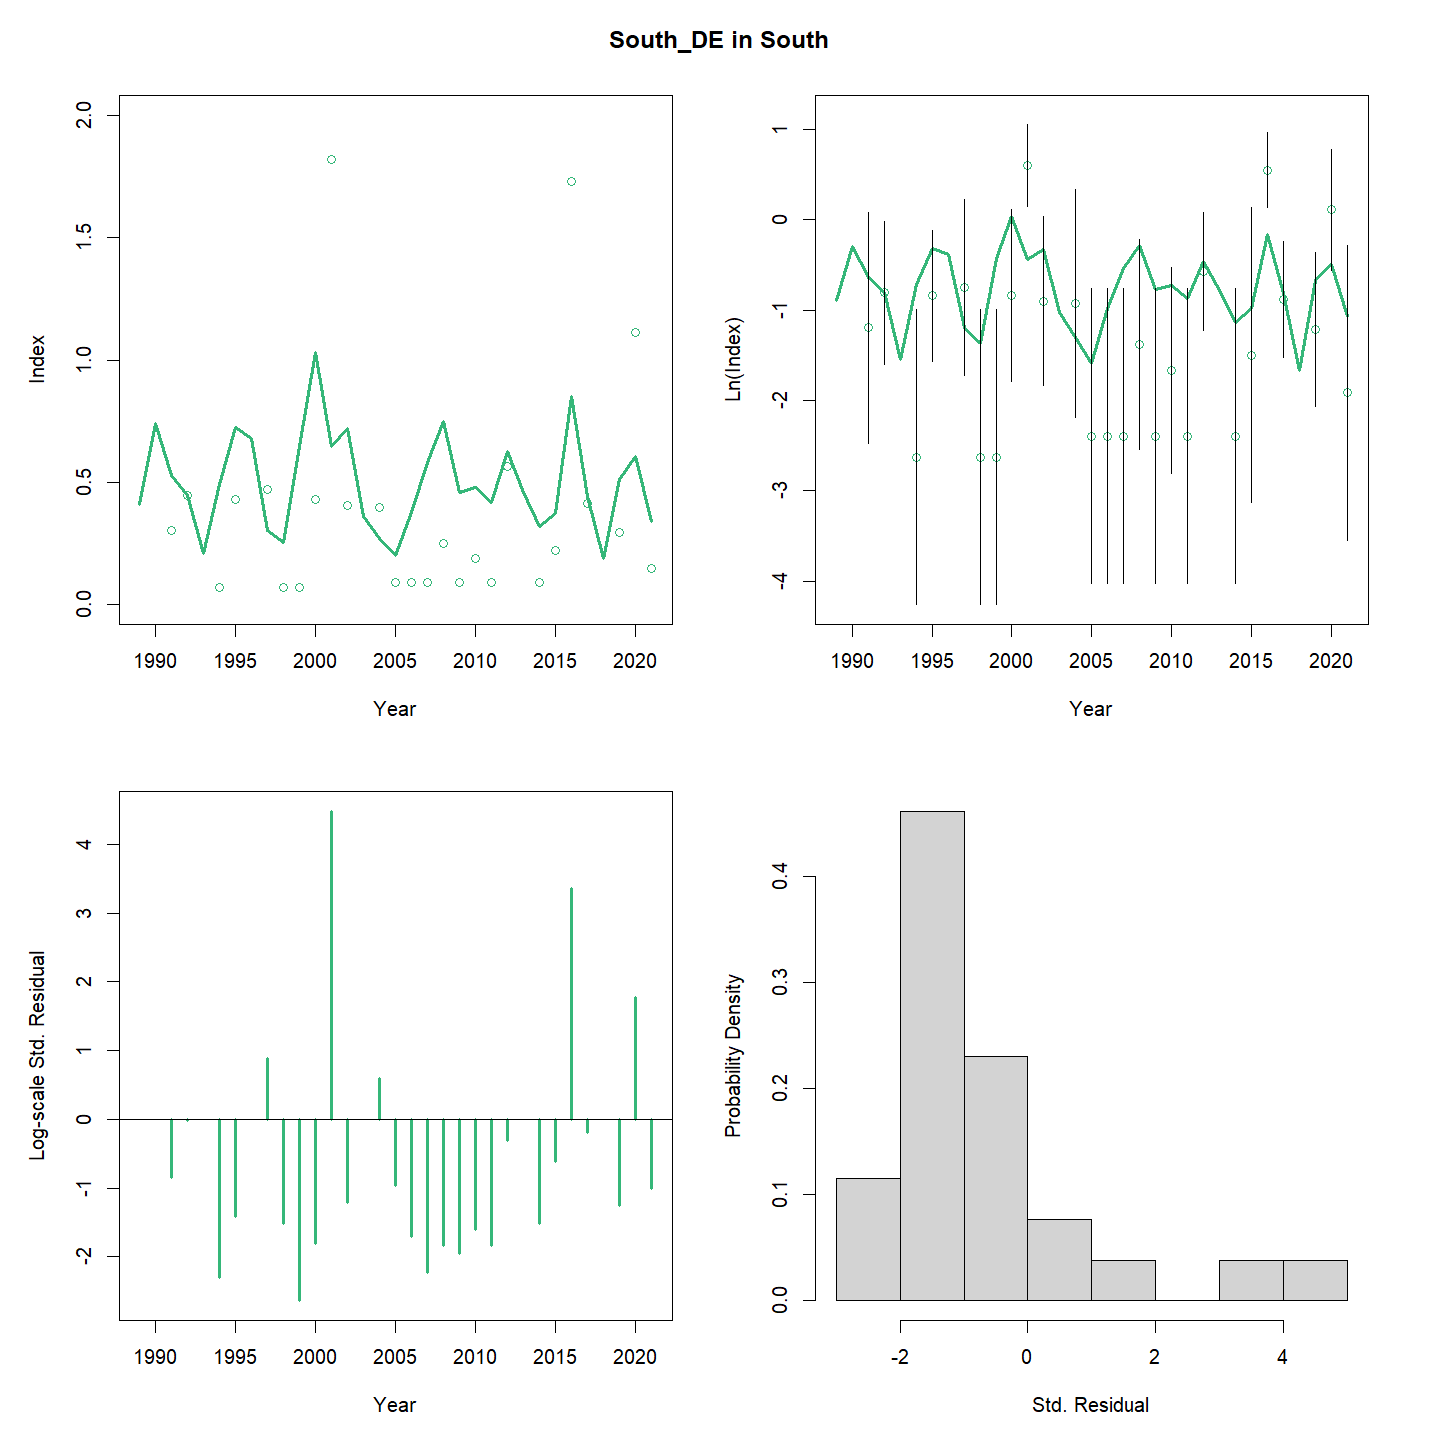 South_DE in South
Index
0.0 0.5 1.0 1.5 2.0
1990 1995 2000 2005 2010 2015 2020
Year
Ln(Index)
-4 -3 -2 -1 0 1
1990 1995 2000 2005 2010 2015 2020
Year
Log-scale Std. Residual
-2 -1 0 1 2 3 4
1990 1995 2000 2005 2010 2015 2020
Year
Probability Density
0.0 0.1 0.2 0.3 0.4
-2 0 2 4
Std. Residual